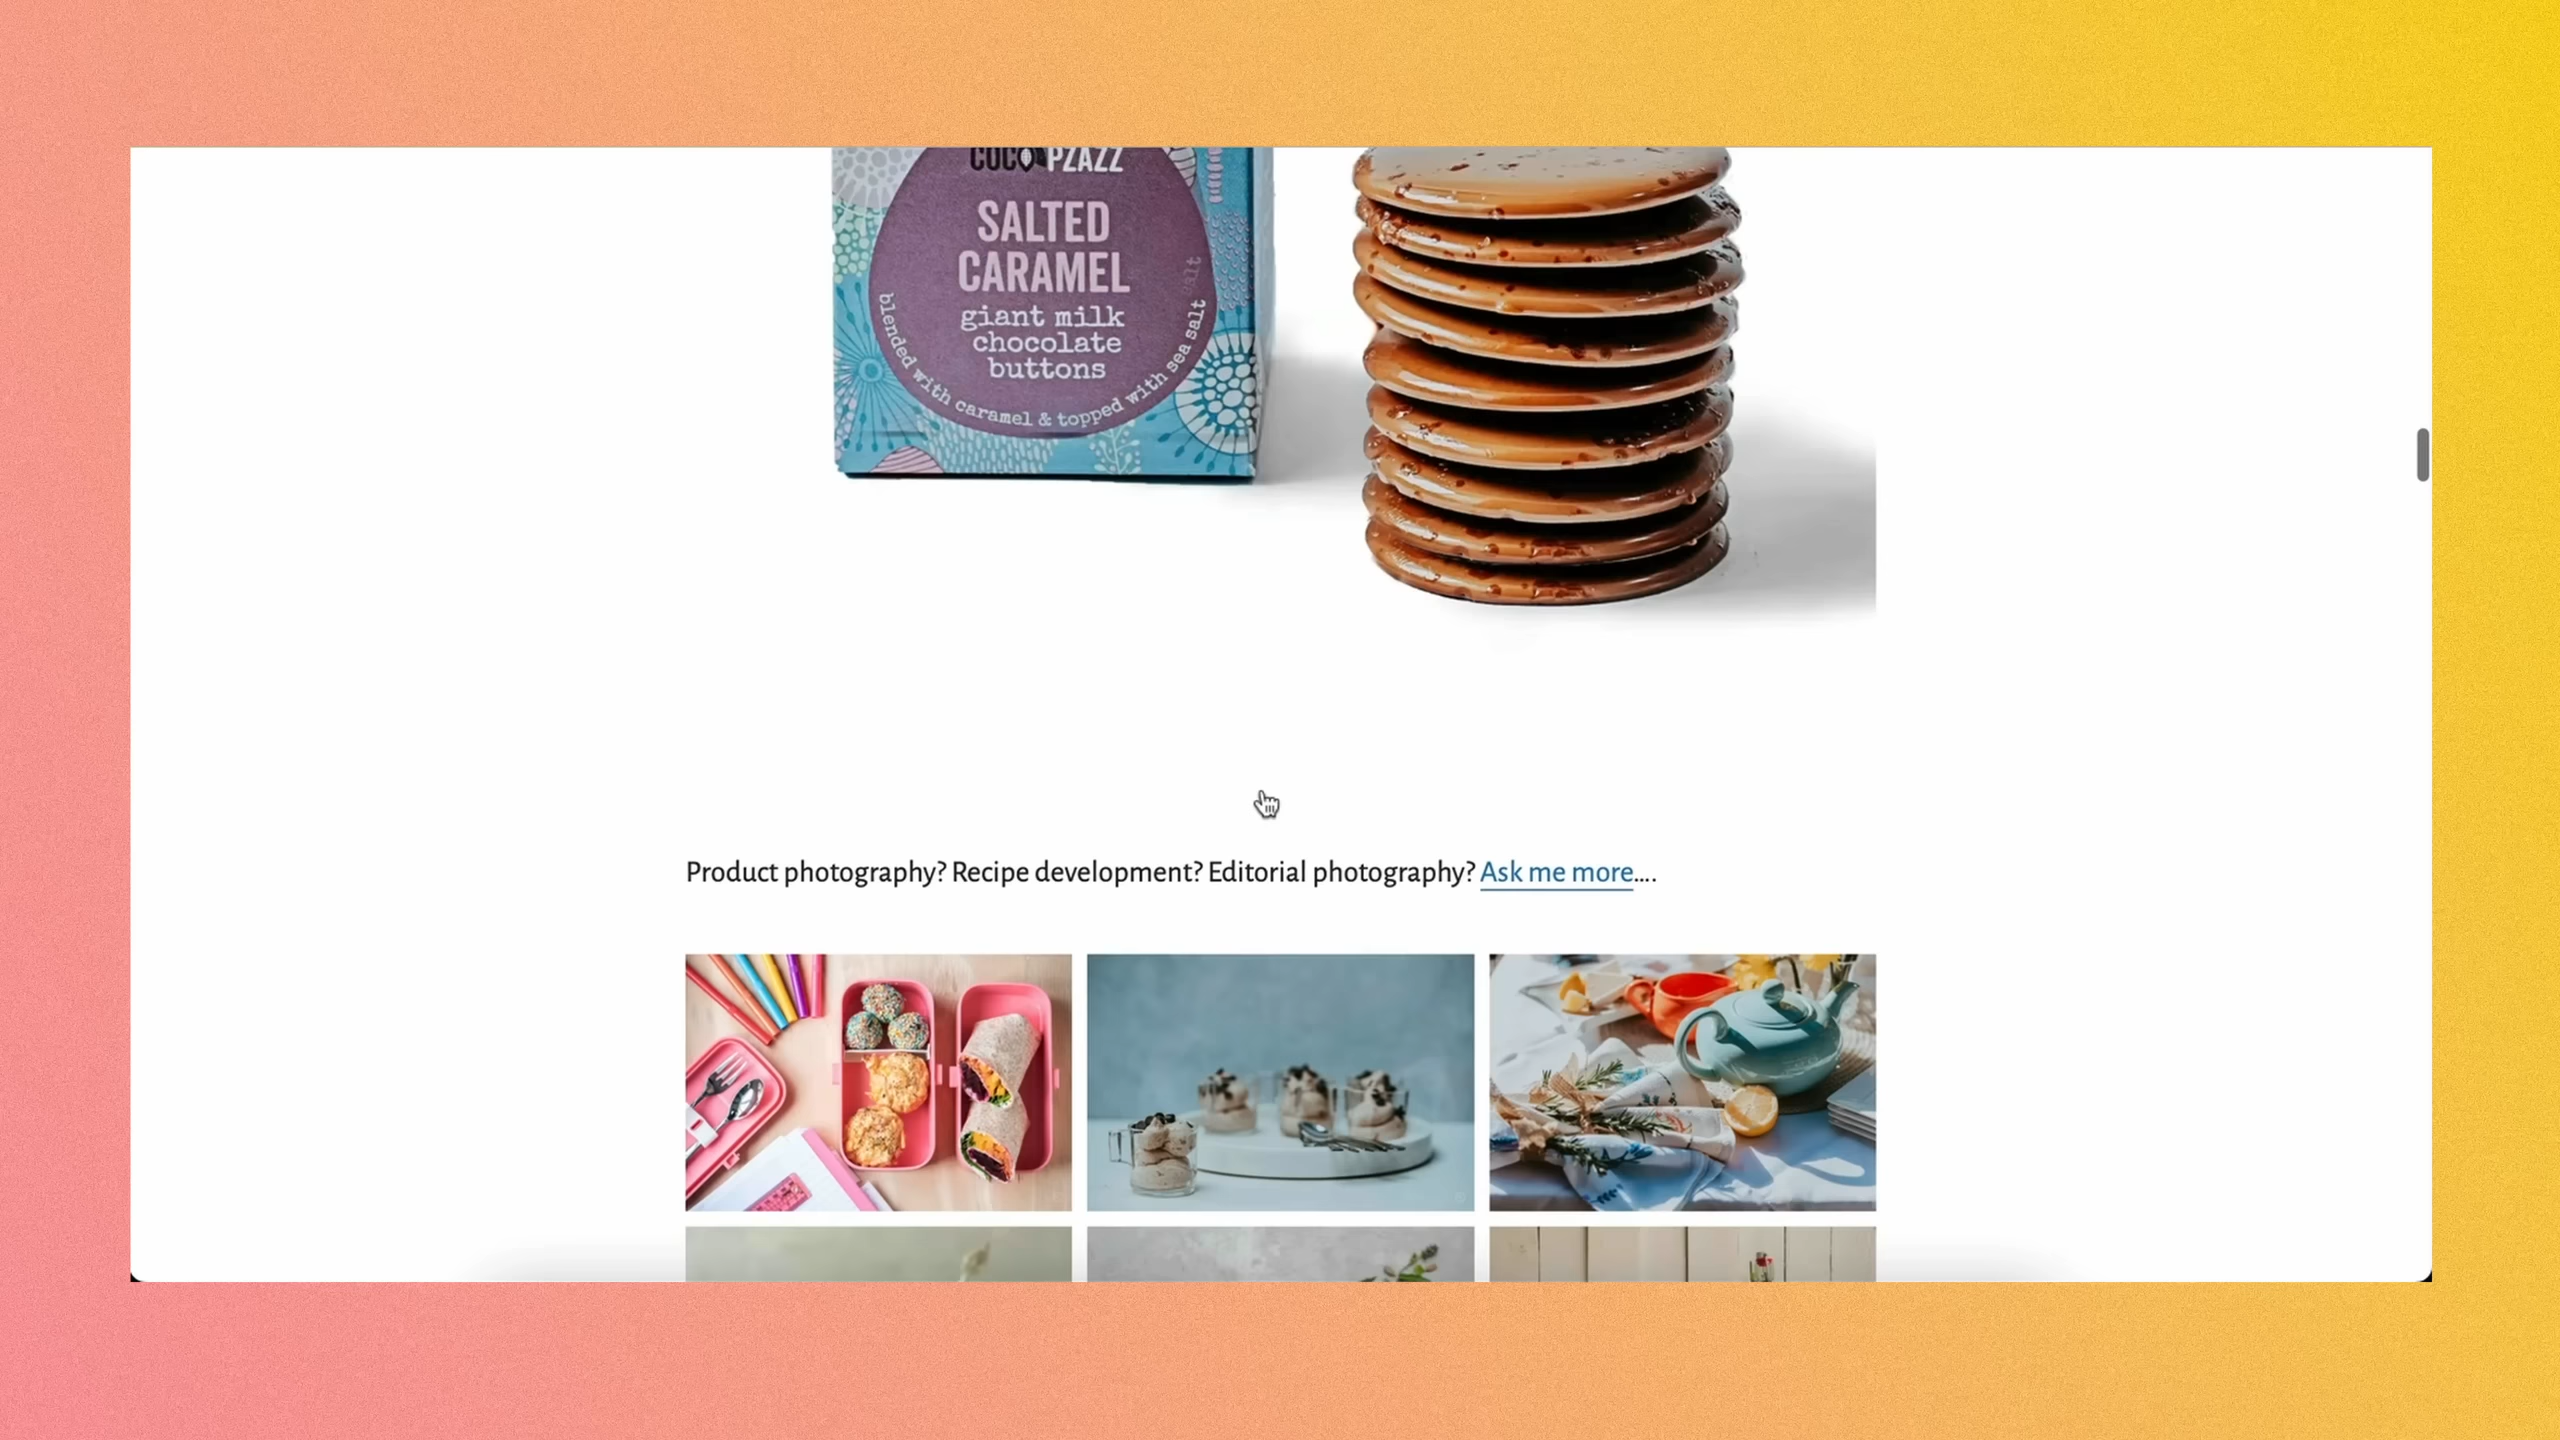 COCO PZAZZ
SALTED
CARAMEL
giant milk
chocolate
buttons
blended with caramel & topped with sea salt
Product photography? Recipe development? Editorial photography? Ask me more....